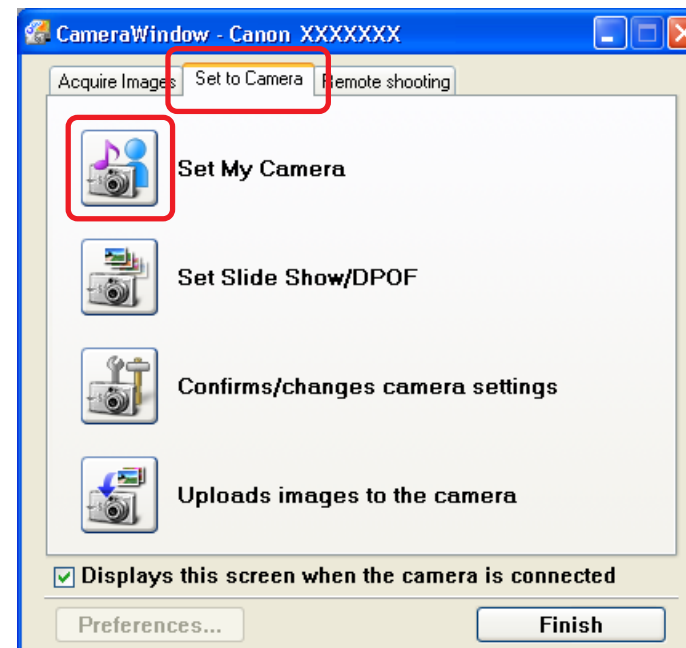 CameraWindow - Canon XXXXXXX
Acquire Images Set to Camera Remote shooting
Set My Camera
Set Slide Show/DPOF
Confirms/changes camera settings
Uploads images to the camera
Displays this screen when the camera is connected
Preferences... Finish